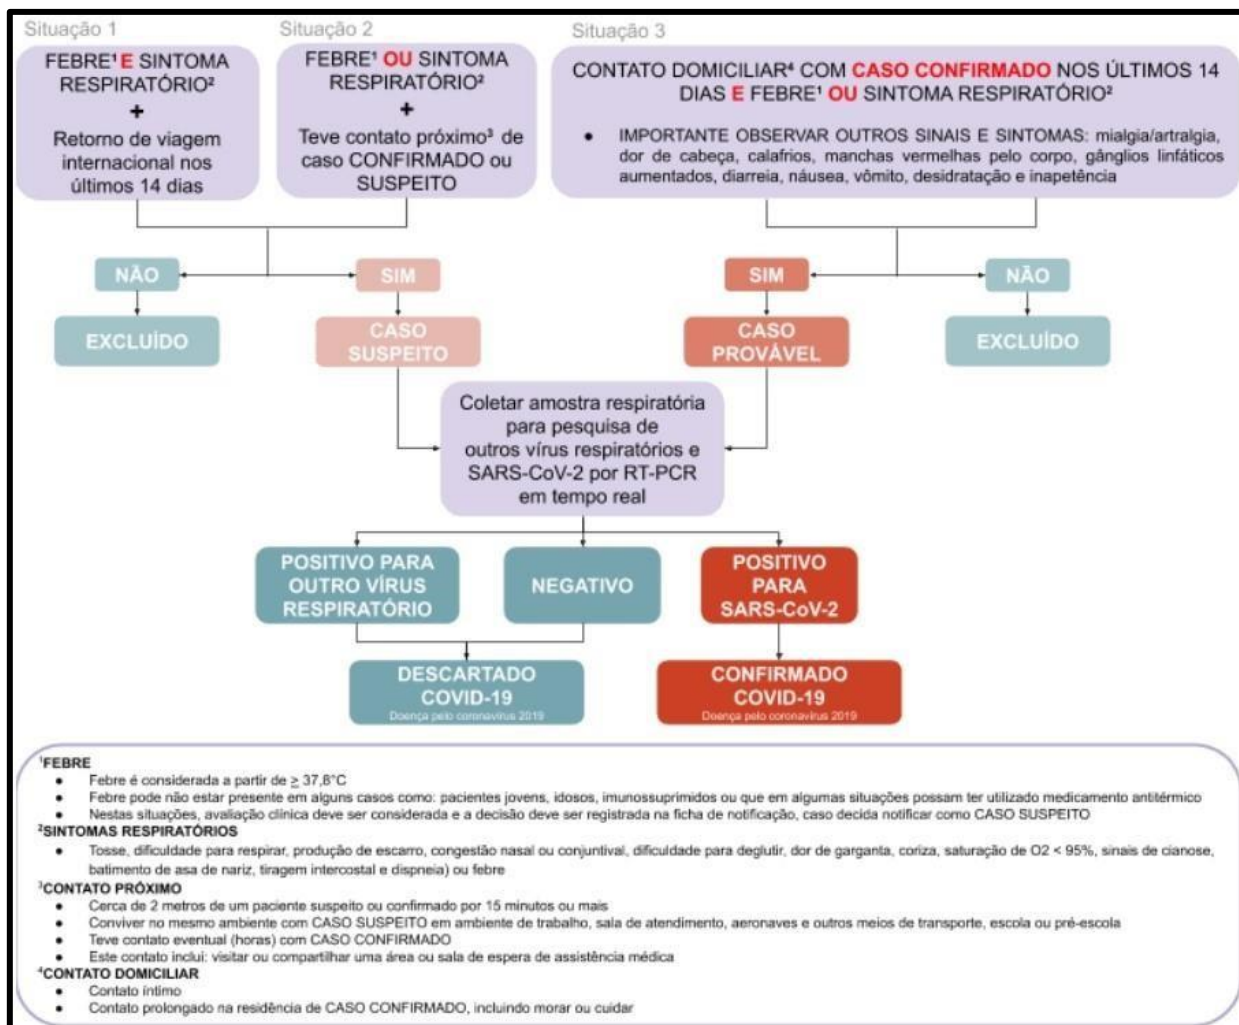 Situação 1
FEBRE¹ E SINTOMA
RESPIRATÓRIO²
+
Retorno de viagem
internacional nos
últimos 14 dias
Situação 2
FEBRE¹ OU SINTOMA
RESPIRATÓRIO²
+
Teve contato próximo³ de
caso CONFIRMADO ou
SUSPEITO
Situação 3
CONTATO DOMICILIAR⁴ COM CASO CONFIRMADO NOS ÚLTIMOS 14
DIAS E FEBRE¹ OU SINTOMA RESPIRATÓRIO²
● IMPORTANTE OBSERVAR OUTROS SINAIS E SINTOMAS: mialgia/artralgia,
dor de cabeça, calafrios, manchas vermelhas pelo corpo, gânglios linfáticos
aumentados, diarreia, náusea, vômito, desidratação e inapetência
NÃO
SIM
SIM
NÃO
EXCLUÍDO
CASO
SUSPEITO
CASO
PROVÁVEL
EXCLUÍDO
Coletar amostra respiratória
para pesquisa de
outros vírus respiratórios e
SARS-CoV-2 por RT-PCR
em tempo real
POSITIVO PARA
OUTRO VÍRUS
RESPIRATÓRIO
NEGATIVO
POSITIVO
PARA
SARS-CoV-2
DESCARTADO
COVID-19
Doença pelo coronavírus 2019
CONFIRMADO
COVID-19
Doença pelo coronavírus 2019
¹FEBRE
● Febre é considerada a partir de ≥ 37,8°C
● Febre pode não estar presente em alguns casos como: pacientes jovens, idosos, imunossuprimidos ou que em algumas situações possam ter utilizado medicamento antitérmico
● Nestas situações, avaliação clínica deve ser considerada e a decisão deve ser registrada na ficha de notificação, caso decida notificar como CASO SUSPEITO
²SINTOMAS RESPIRATÓRIOS
● Tosse, dificuldade para respirar, produção de escarro, congestão nasal ou conjuntival, dificuldade para deglutir, dor de garganta, coriza, saturação de O2 < 95%, sinais de cianose,
batimento de asa de nariz, tiragem intercostal e dispneia) ou febre
³CONTATO PRÓXIMO
● Cerca de 2 metros de um paciente suspeito ou confirmado por 15 minutos ou mais
● Conviver no mesmo ambiente com CASO SUSPEITO em ambiente de trabalho, sala de atendimento, aeronaves e outros meios de transporte, escola ou pré-escola
● Teve contato eventual (horas) com CASO CONFIRMADO
● Este contato inclui: visitar ou compartilhar uma área ou sala de espera de assistência médica
⁴CONTATO DOMICILIAR
● Contato íntimo
● Contato prolongado na residência de CASO CONFIRMADO, incluindo morar ou cuidar